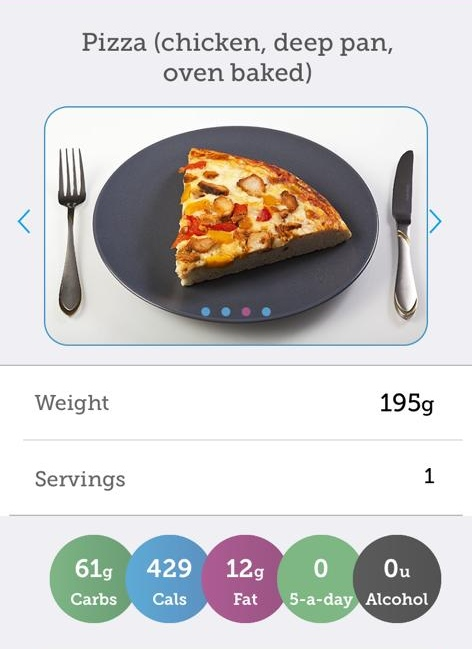 Pizza (chicken, deep pan,
oven baked)
Weight 195g
Servings 1
61g 429 12g 0 0u
Carbs Cals Fat 5-a-day Alcohol